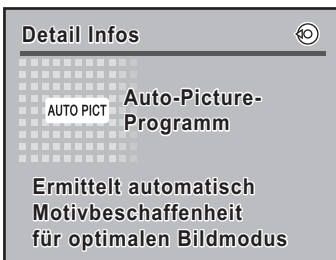 Detail Infos
AUTO PICT
Auto-Picture-
Programm
Ermittelt automatisch
Motivbeschaffenheit
für optimalen Bildmodus